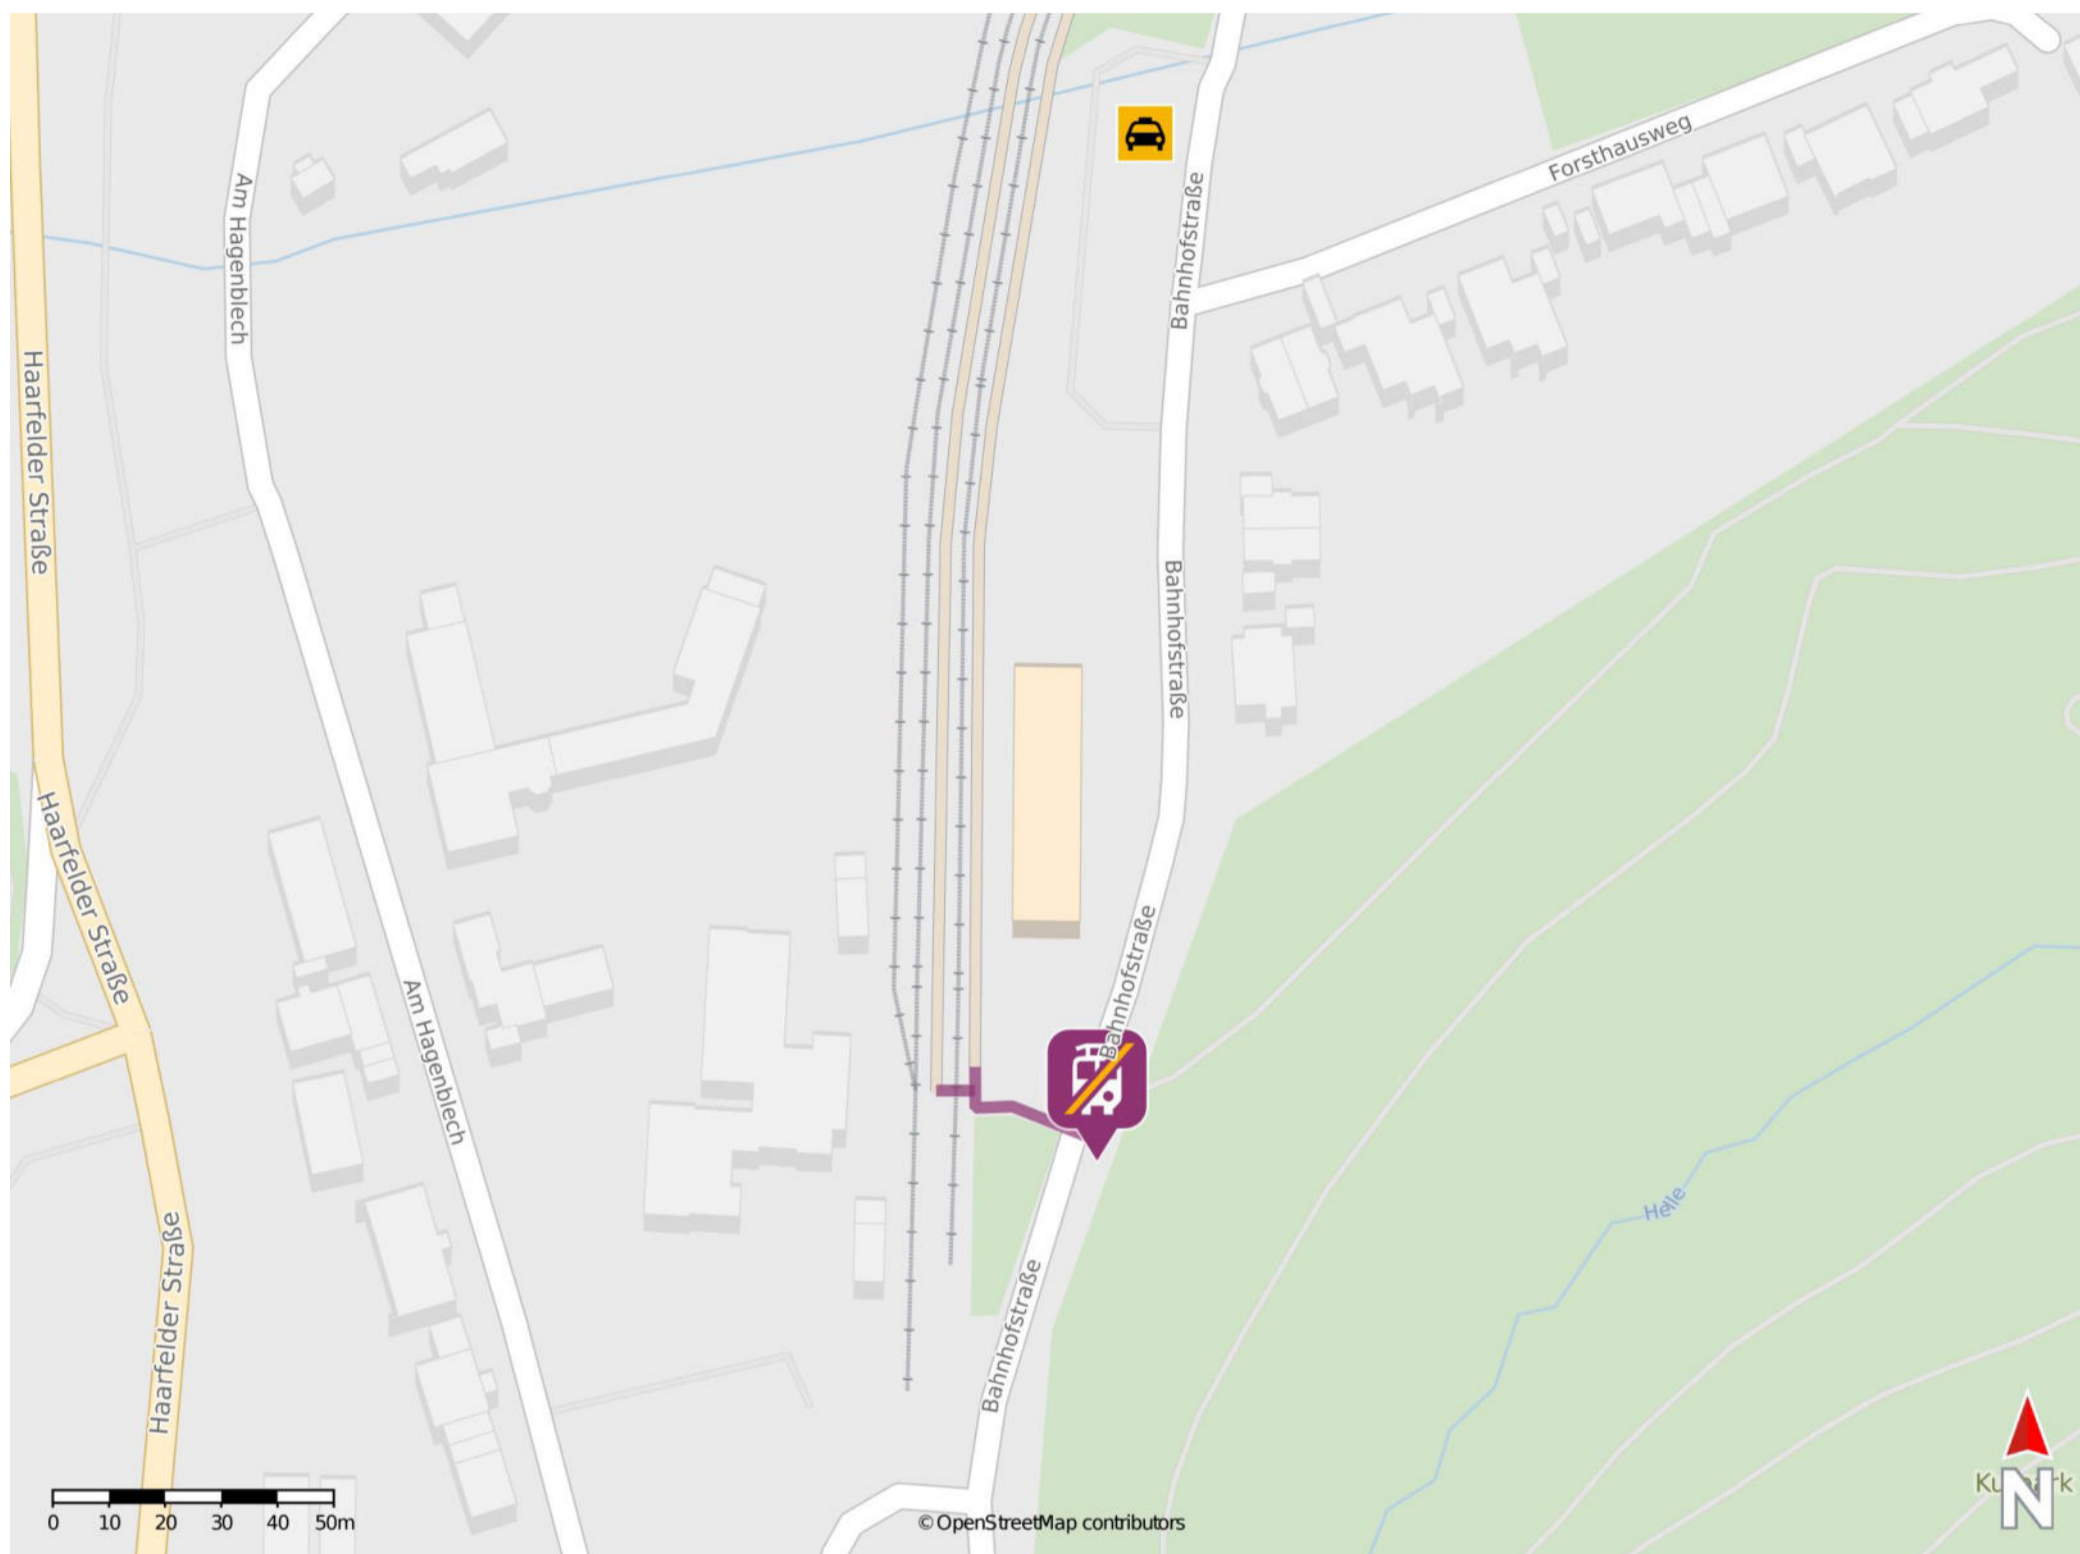 Forsthausweg
Bahnhofstraße
Am Hagenblech
Haarfelder Straße
Bahnhofstraße
Haarfelder Straße
Bahnhofstraße
Am Hagenblech
Helle
Haarfelder Straße
Bahnhofstraße
Kurpark
N
0 10 20 30 40 50m
© OpenStreetMap contributors